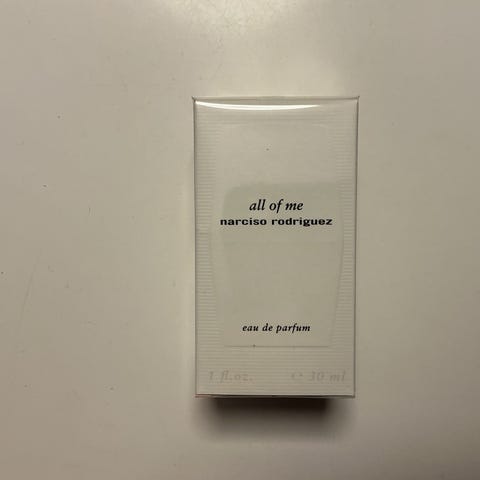 all of me
narciso rodriguez
eau de parfum
1 fl.oz. ℮ 30 ml